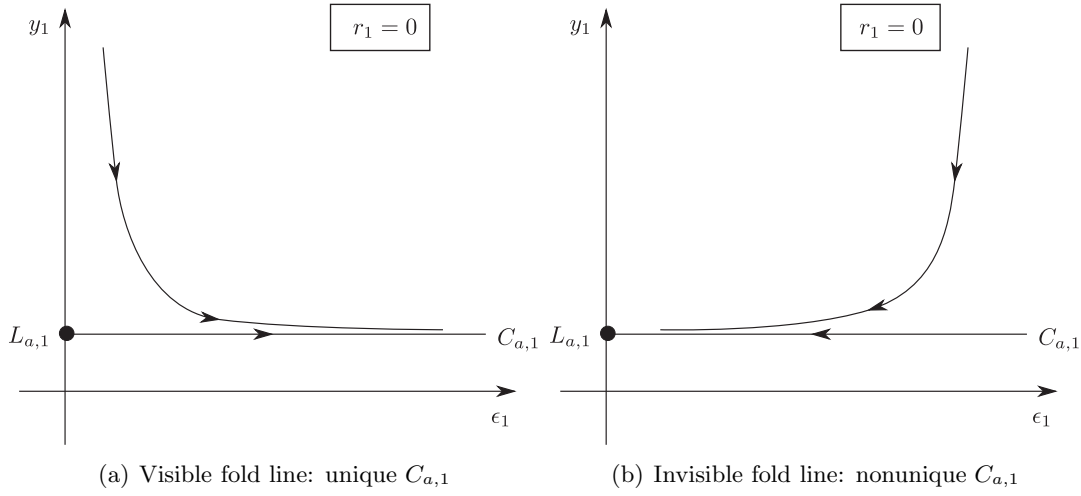 y₁
r₁ = 0
Lₐ,₁
Cₐ,₁
ϵ₁
(a) Visible fold line: unique Cₐ,₁
y₁
r₁ = 0
Lₐ,₁
Cₐ,₁
ϵ₁
(b) Invisible fold line: nonunique Cₐ,₁